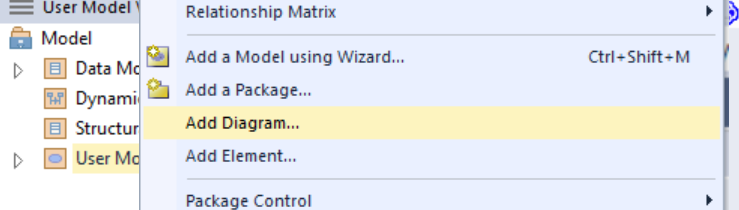 User Model
Relationship Matrix
Model
Add a Model using Wizard... Ctrl+Shift+M
Data Mo
Add a Package...
Dynami
Add Diagram...
Structur
Add Element...
User Mo
Package Control